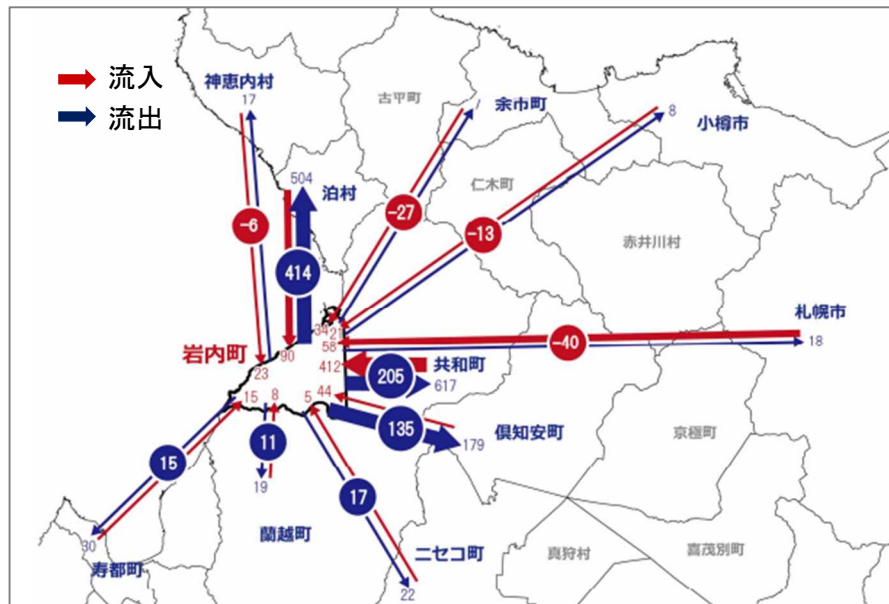 流入
流出
神恵内村
17
古平町
7
余市町
8
小樽市
504
泊村
仁木町
-27
-6
-13
赤井川村
414
札幌市
34
21
岩内町
90
58
-40
18
23
412
205
共和町
617
15
8
5
44
135
倶知安町
179
京極町
11
15
17
19
30
蘭越町
ニセコ町
真狩村
喜茂別町
寿都町
22